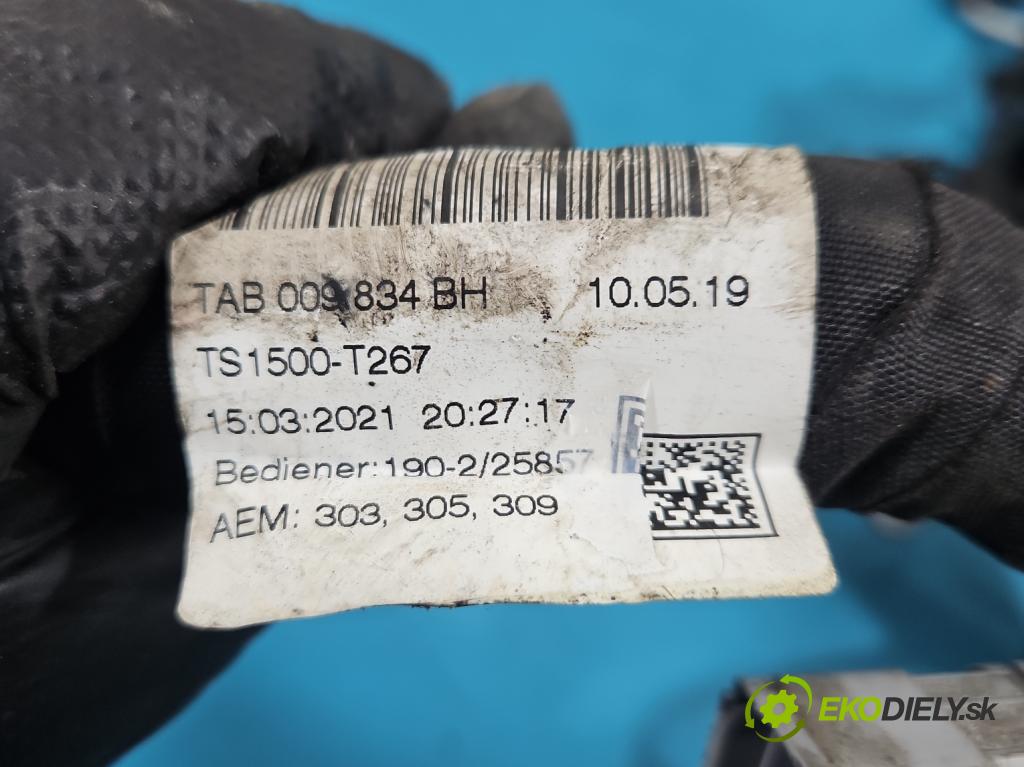 TAB 009 834 BH 10.05.19
TS1500-T267
15:03:2021 20:27:17
Bediener:190-2/25857
AEM: 303, 305, 309
EKODIELY.sk